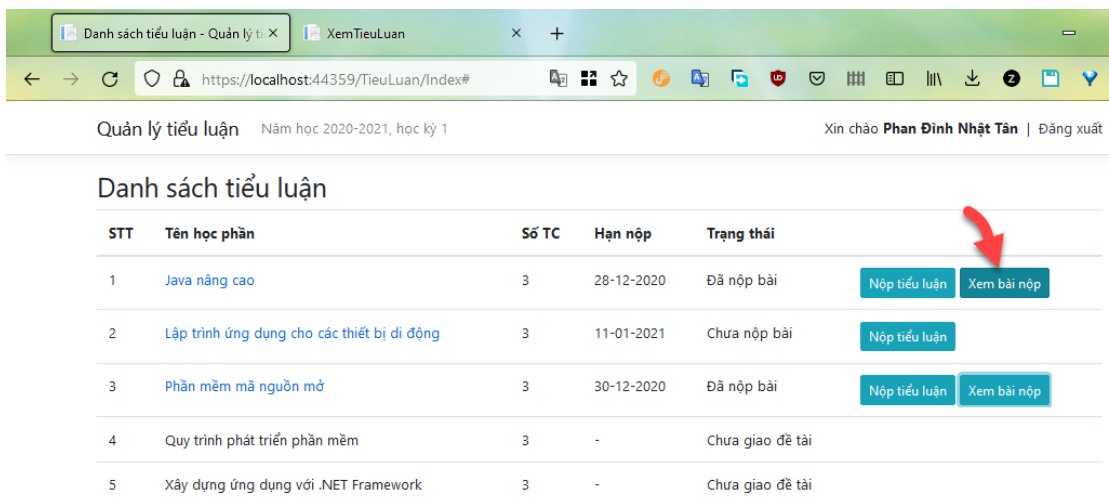 Danh sách tiểu luận - Quản lý ti XemTieuLuan
https://localhost:44359/TieuLuan/Index#
Quản lý tiểu luận Năm học 2020-2021, học kỳ 1 Xin chào Phan Đình Nhật Tân | Đăng xuất
Danh sách tiểu luận
STT Tên học phần Số TC Hạn nộp Trạng thái
1 Java nâng cao 3 28-12-2020 Đã nộp bài Nộp tiểu luận Xem bài nộp
2 Lập trình ứng dụng cho các thiết bị di động 3 11-01-2021 Chưa nộp bài Nộp tiểu luận
3 Phần mềm mã nguồn mở 3 30-12-2020 Đã nộp bài Nộp tiểu luận Xem bài nộp
4 Quy trình phát triển phần mềm 3 - Chưa giao đề tài
5 Xây dựng ứng dụng với .NET Framework 3 - Chưa giao đề tài